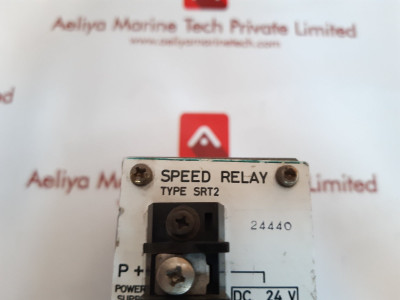 Aeliya Marine Tech Private Limited
www.aeliyamarinetech.com
Aeliya Marine Tech Private Limited
SPEED RELAY
TYPE SRT2
24440
P +
POWER
DC 24 V